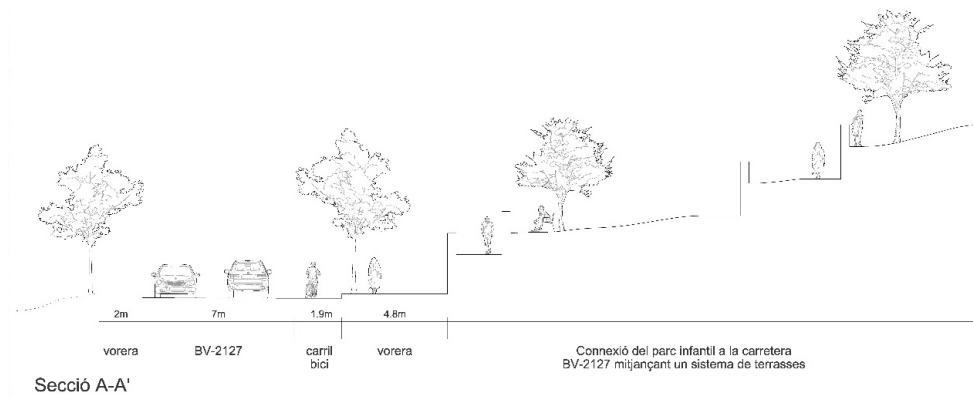 2m 7m 1.9m 4.8m
vorera BV-2127 carril bici vorera Connexió del parc infantil a la carretera
BV-2127 mitjançant un sistema de terrasses
Secció A-A'